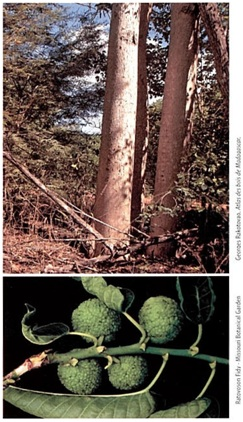 Georges Rakotovao, Atlas des bois de Madagascar.
Ratovoson Fidy - Missouri Botanical Garden